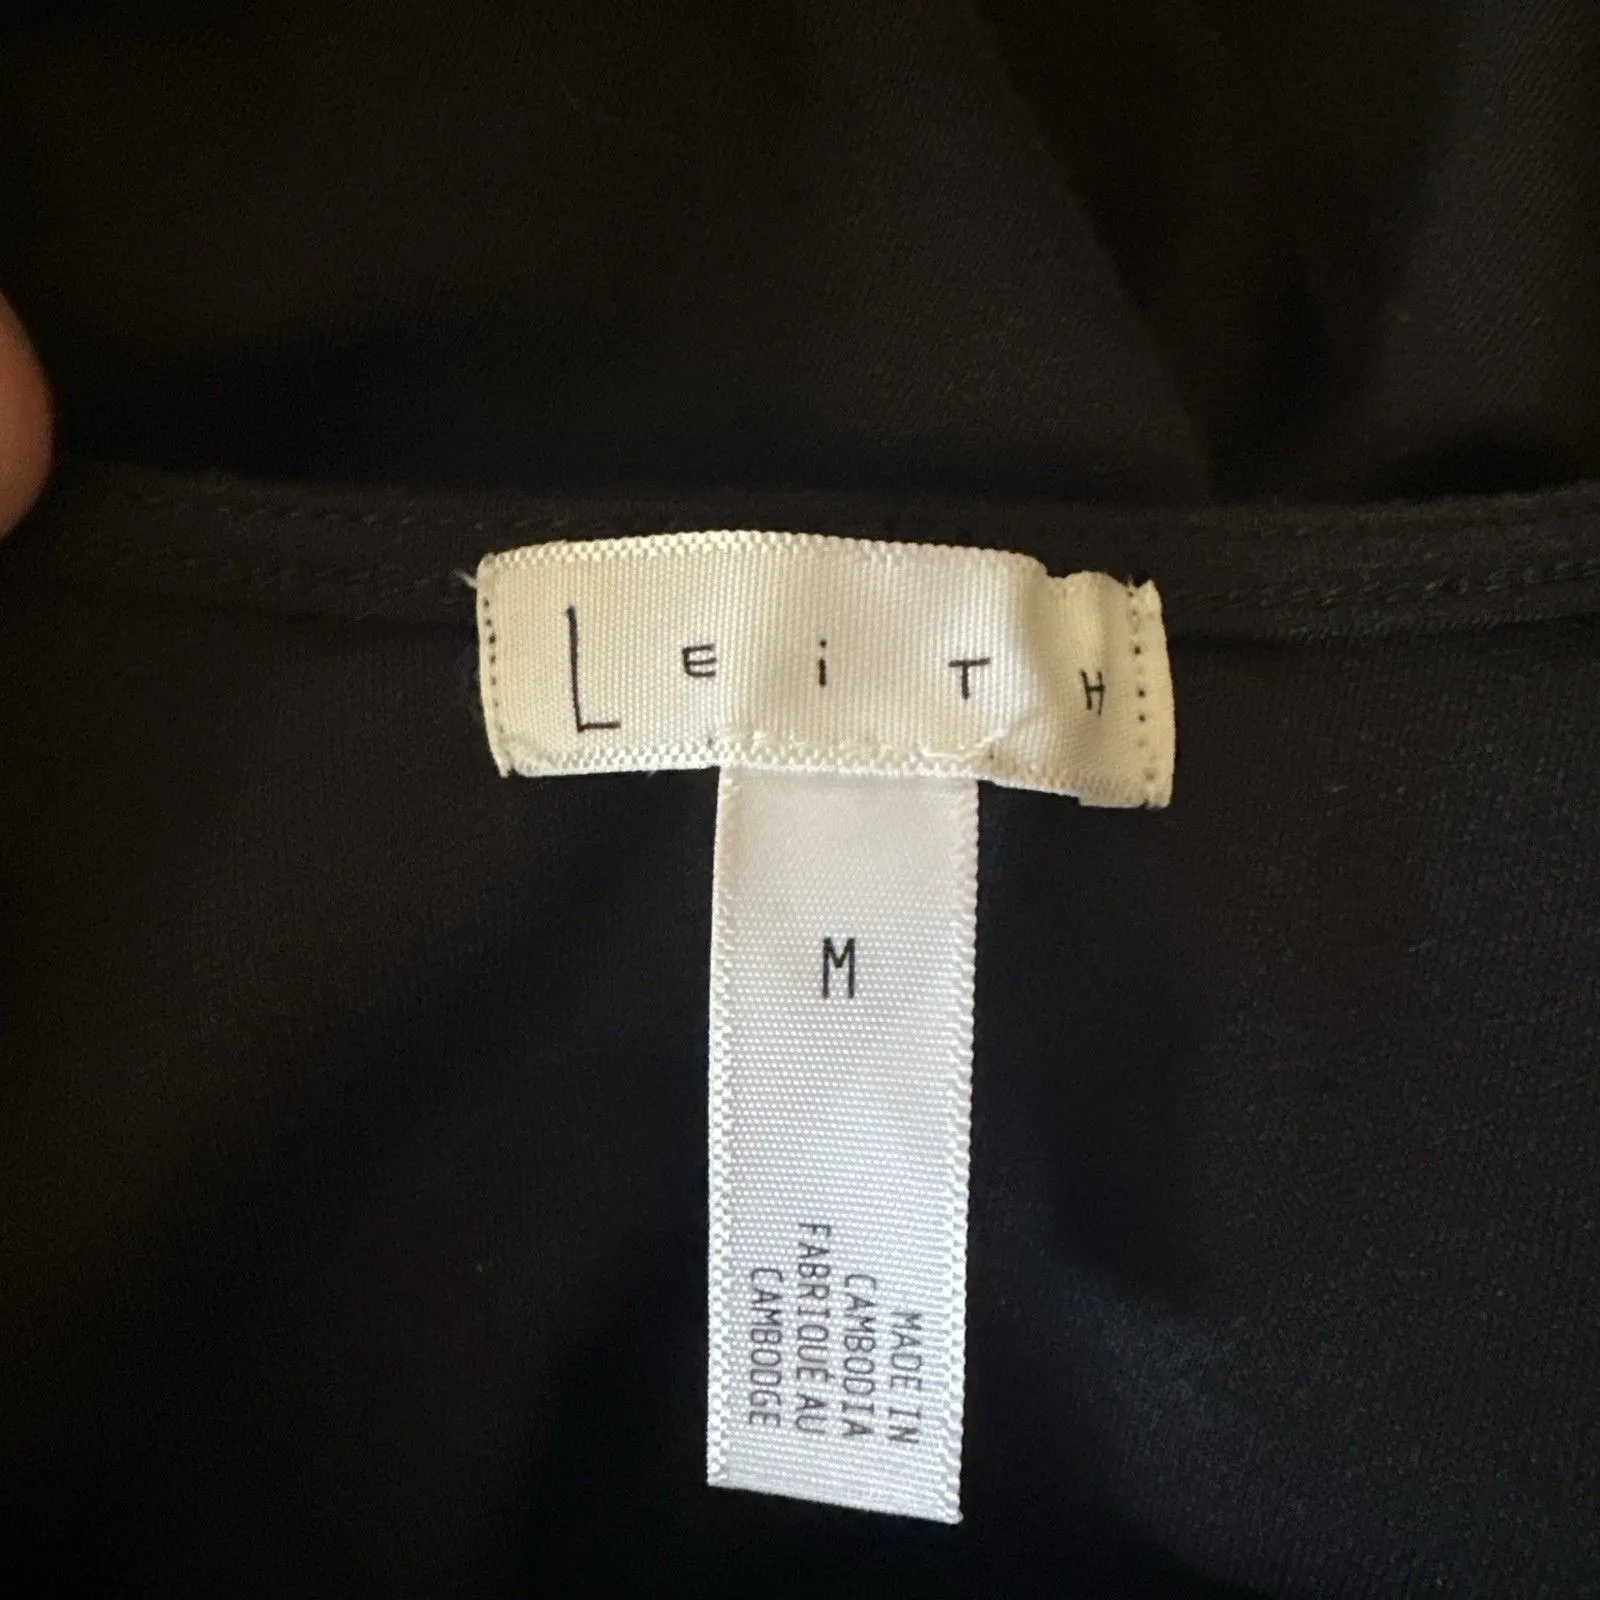 LEiTH
M
MADE IN
CAMBODIA
FABRIQUÉ AU
CAMBODGE